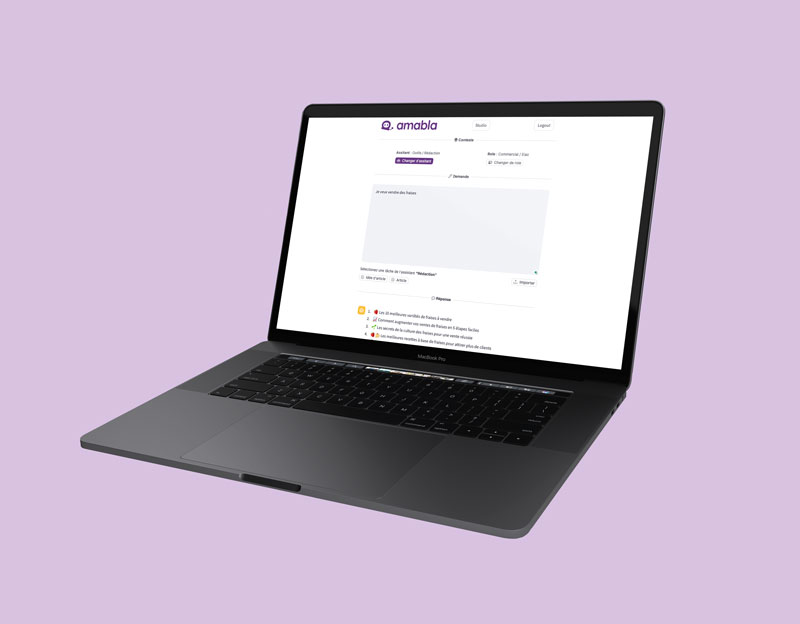 amabla
Studio
Logout
Contexte
Assistant : Outils / Rédaction
Changer d'assistant
Role : Commercial / Elao
Changer de role
Demande
Je veux vendre des fraises
Sélectionnez une tâche de l'assistant "Rédaction"
Idée d'article
Article
Importer
Réponse
1. Les 10 meilleures variétés de fraises à vendre
2. Comment augmenter vos ventes de fraises en 5 étapes faciles
3. Les secrets de la culture des fraises pour une vente réussie
4. Les meilleures recettes à base de fraises pour attirer plus de clients
MacBook Pro